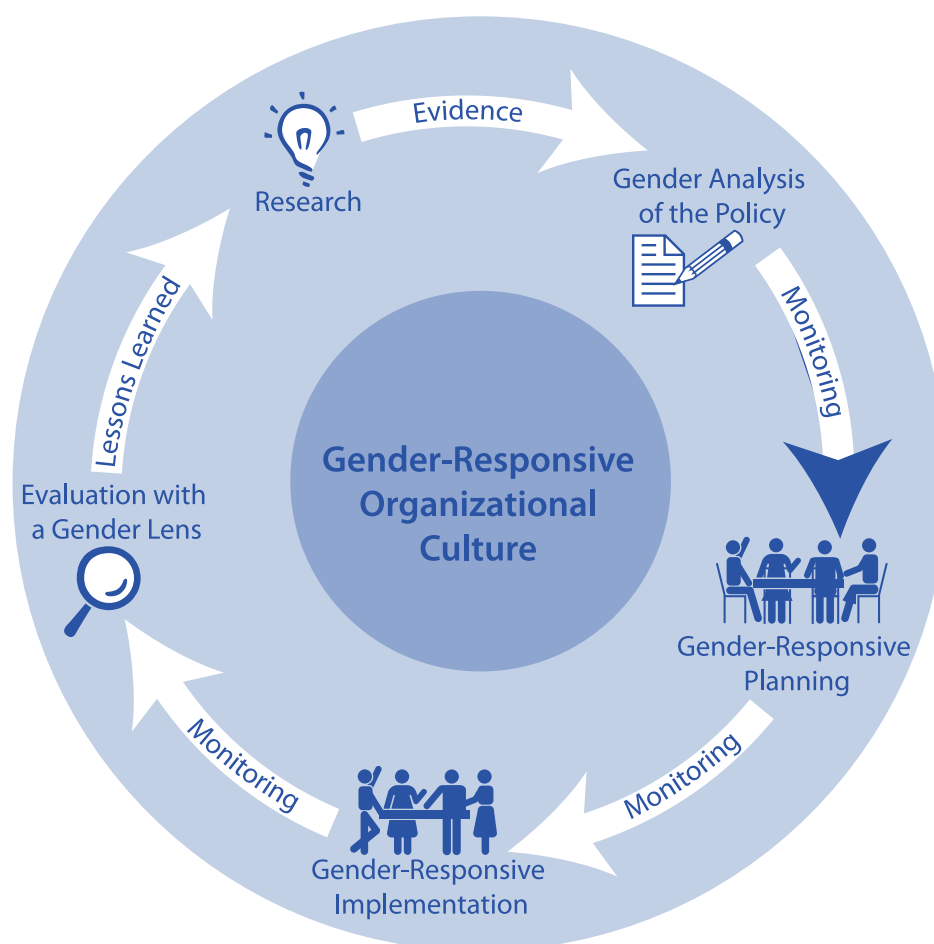 Evidence
Research
Gender Analysis
of the Policy
Monitoring
Lessons Learned
Gender-Responsive
Organizational
Culture
Evaluation with
a Gender Lens
Gender-Responsive
Planning
Monitoring
Monitoring
Gender-Responsive
Implementation